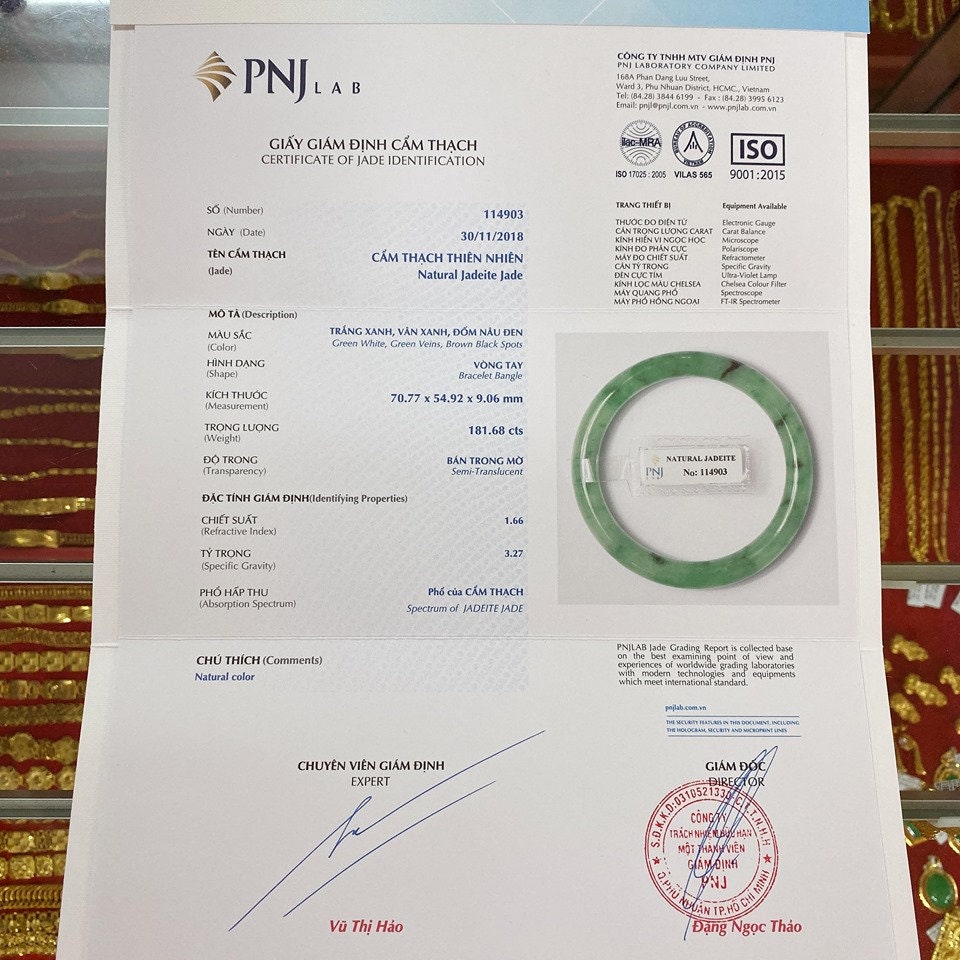 PNJ LAB
CÔNG TY TNHH MTV GIÁM ĐỊNH PNJ
PNJ LABORATORY COMPANY LIMITED
168A Phan Dang Luu Street,
Ward 3, Phu Nhuan District, HCMC., Vietnam
Tel: (84.28) 3844 6199 - Fax : (84.28) 3995 6123
Email: pnjl@pnjl.com.vn - www.pnjlab.com.vn
ilac-MRA
BUREAU OF ACCREDITATION
VIETNAM
ISO
ISO 17025 : 2005
VILAS 565
9001:2015
GIẤY GIÁM ĐỊNH CẨM THẠCH
CERTIFICATE OF JADE IDENTIFICATION
SỐ (Number) 114903
NGÀY (Date) 30/11/2018
TÊN CẨM THẠCH CẨM THẠCH THIÊN NHIÊN
(Jade) Natural Jadeite Jade
TRANG THIẾT BỊ Equipment Available
THƯỚC ĐO ĐIỆN TỬ Electronic Gauge
CÂN TRỌNG LƯỢNG CARAT Carat Balance
KÍNH HIỂN VI NGỌC HỌC Microscope
KÍNH ĐO PHÂN CỰC Polariscope
MÁY ĐO CHIẾT SUẤT Refractometer
CÂN TỶ TRỌNG Specific Gravity
ĐÈN CỰC TÍM Ultra-Violet Lamp
KÍNH LỌC MÀU CHELSEA Chelsea Colour Filter
MÁY QUANG PHỔ Spectroscope
MÁY PHỔ HỒNG NGOẠI FT-IR Spectrometer
MÔ TẢ (Description)
MÀU SẮC TRẮNG XANH, VÂN XANH, ĐỐM NÂU ĐEN
(Color) Green White, Green Veins, Brown Black Spots
HÌNH DẠNG VÒNG TAY
(Shape) Bracelet Bangle
KÍCH THƯỚC 70.77 x 54.92 x 9.06 mm
(Measurement)
TRỌNG LƯỢNG 181.68 cts
(Weight)
ĐỘ TRONG BÁN TRONG MỜ
(Transparency) Semi-Translucent
ĐẶC TÍNH GIÁM ĐỊNH(Identifying Properties)
CHIẾT SUẤT 1.66
(Refractive Index)
TỶ TRỌNG 3.27
(Specific Gravity)
PHỔ HẤP THU Phổ của CẨM THẠCH
(Absorption Spectrum) Spectrum of JADEITE JADE
PNJ
NATURAL JADEITE
No: 114903
CHÚ THÍCH (Comments)
Natural color
PNJLAB Jade Grading Report is collected base
on the best examining point of view and
experiences of worldwide grading laboratories
with modern technologies and equipments
which meet international standard.
pnjlab.com.vn
THE SECURITY FEATURES IN THIS DOCUMENT, INCLUDING
THE HOLOGRAM, SECURITY AND MICROPRINT LINES
CHUYÊN VIÊN GIÁM ĐỊNH
EXPERT
Vũ Thị Hảo
GIÁM ĐỐC
DIRECTOR
S.Đ.K.K.D:0310521330-C.T.T.N.H.H
CÔNG TY
TRÁCH NHIỆM HỮU HẠN
MỘT THÀNH VIÊN
GIÁM ĐỊNH
PNJ
Q.PHÚ NHUẬN TP.HỒ CHÍ MINH
Đặng Ngọc Thảo